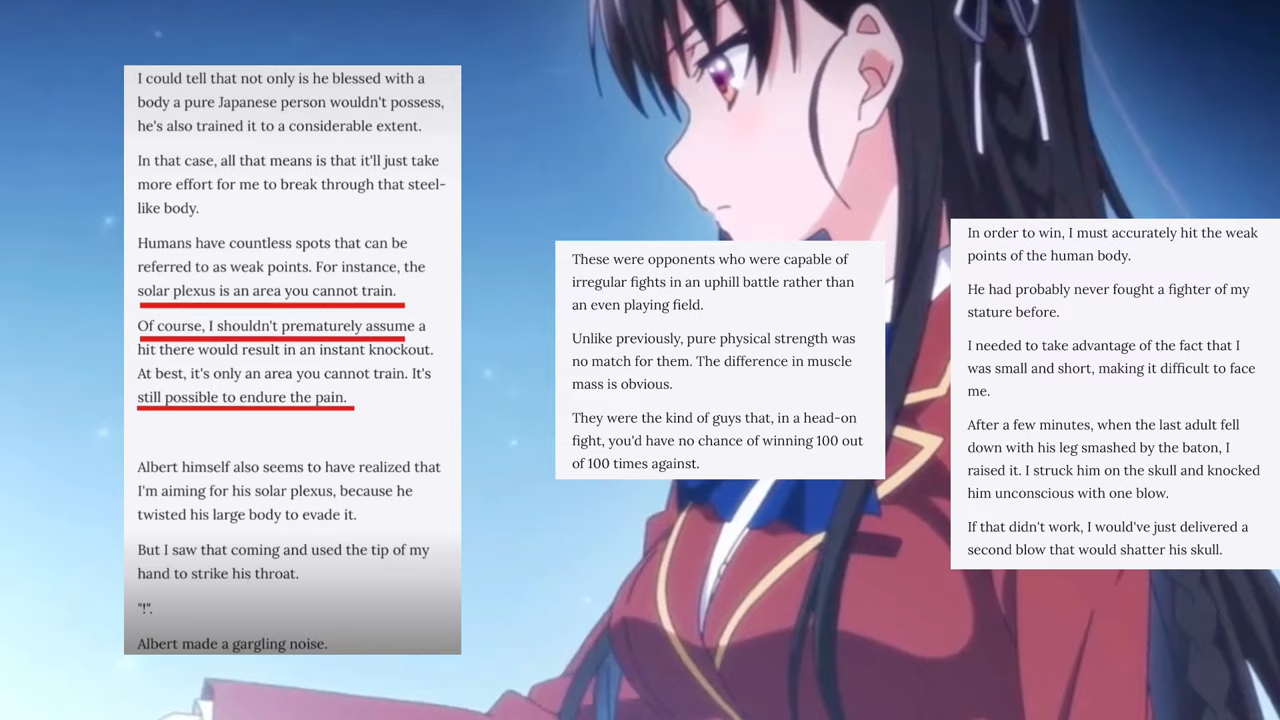 I could tell that not only is he blessed with a
body a pure Japanese person wouldn't possess,
he's also trained it to a considerable extent.
In that case, all that means is that it'll just take
more effort for me to break through that steel-
like body.
Humans have countless spots that can be
referred to as weak points. For instance, the
solar plexus is an area you cannot train.
Of course, I shouldn't prematurely assume a
hit there would result in an instant knockout.
At best, it's only an area you cannot train. It's
still possible to endure the pain.
Albert himself also seems to have realized that
I'm aiming for his solar plexus, because he
twisted his large body to evade it.
But I saw that coming and used the tip of my
hand to strike his throat.
"!".
Albert made a gargling noise.
These were opponents who were capable of
irregular fights in an uphill battle rather than
an even playing field.
Unlike previously, pure physical strength was
no match for them. The difference in muscle
mass is obvious.
They were the kind of guys that, in a head-on
fight, you'd have no chance of winning 100 out
of 100 times against.
In order to win, I must accurately hit the weak
points of the human body.
He had probably never fought a fighter of my
stature before.
I needed to take advantage of the fact that I
was small and short, making it difficult to face
me.
After a few minutes, when the last adult fell
down with his leg smashed by the baton, I
raised it. I struck him on the skull and knocked
him unconscious with one blow.
If that didn't work, I would've just delivered a
second blow that would shatter his skull.